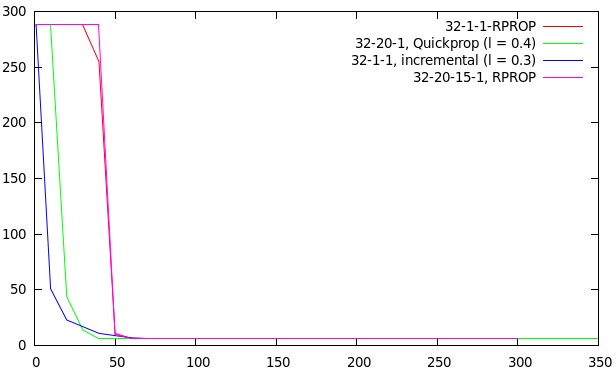 300
250
200
150
100
50
0
32-1-1-RPROP
32-20-1, Quickprop (l = 0.4)
32-1-1, incremental (l = 0.3)
32-20-15-1, RPROP
0 50 100 150 200 250 300 350